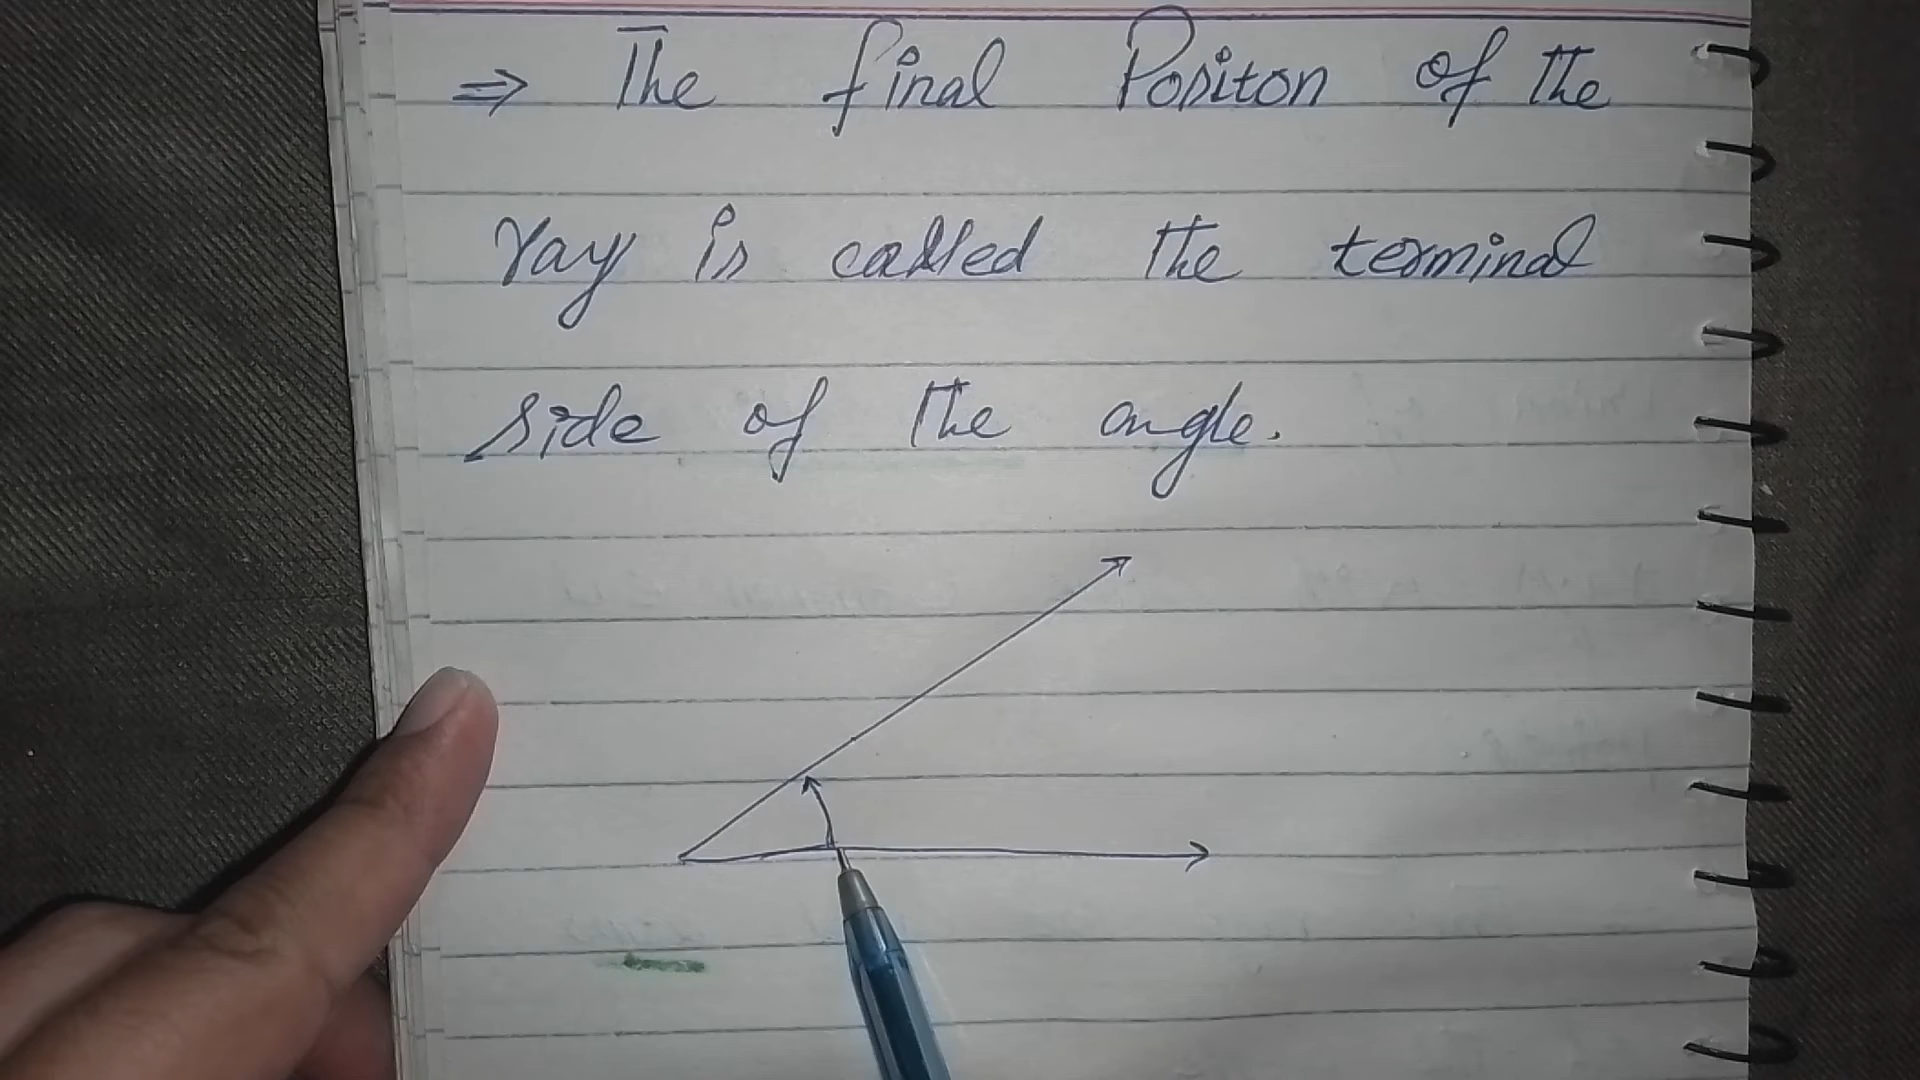 ⇒ The final Positon of the
ray is called the terminal
side of the angle.